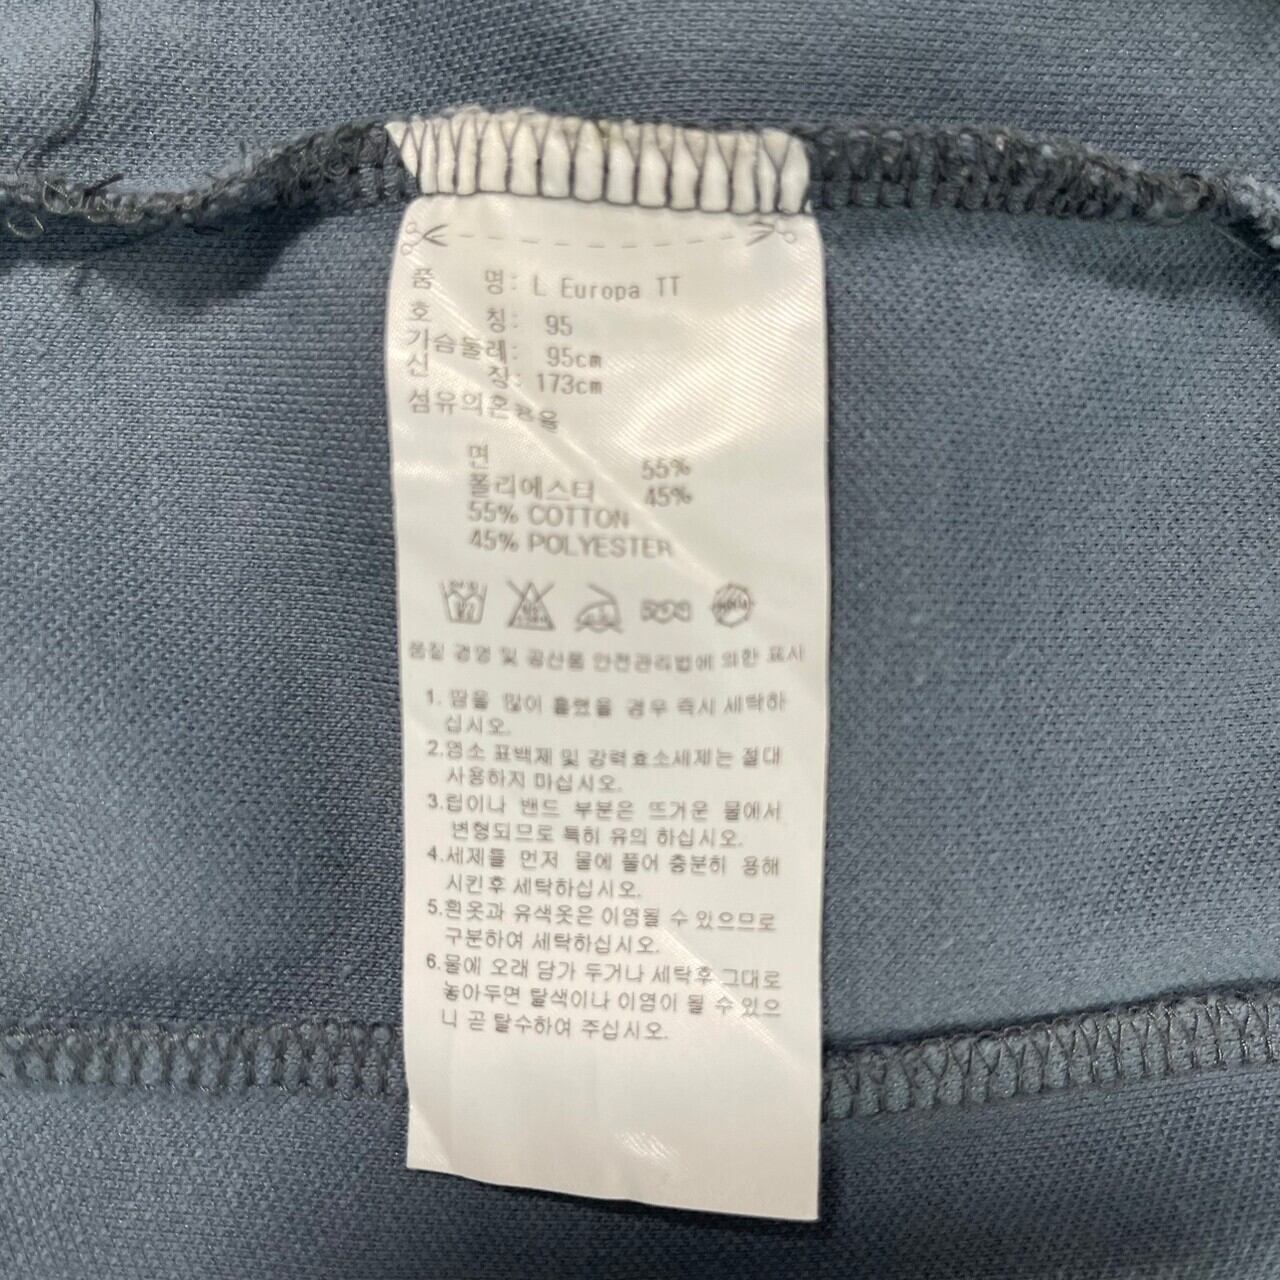 품 명: L Europa TT
호 칭: 95
가슴둘레: 95cm
신 장: 173cm
섬유의혼용율
면 55%
폴리에스터 45%
55% COTTON
45% POLYESTER
품질 경영 및 공산품 안전관리법에 의한 표시
1. 땀을 많이 흘렸을 경우 즉시 세탁하
십시오.
2.염소 표백제 및 강력효소세제는 절대
사용하지 마십시오.
3.립이나 밴드 부분은 뜨거운 물에서
변형되므로 특히 유의 하십시오.
4.세제를 먼저 물에 풀어 충분히 용해
시킨후 세탁하십시오.
5.흰옷과 유색옷은 이염될 수 있으므로
구분하여 세탁하십시오.
6.물에 오래 담가 두거나 세탁후 그대로
놓아두면 탈색이나 이염이 될 수 있으
니 곧 탈수하여 주십시오.